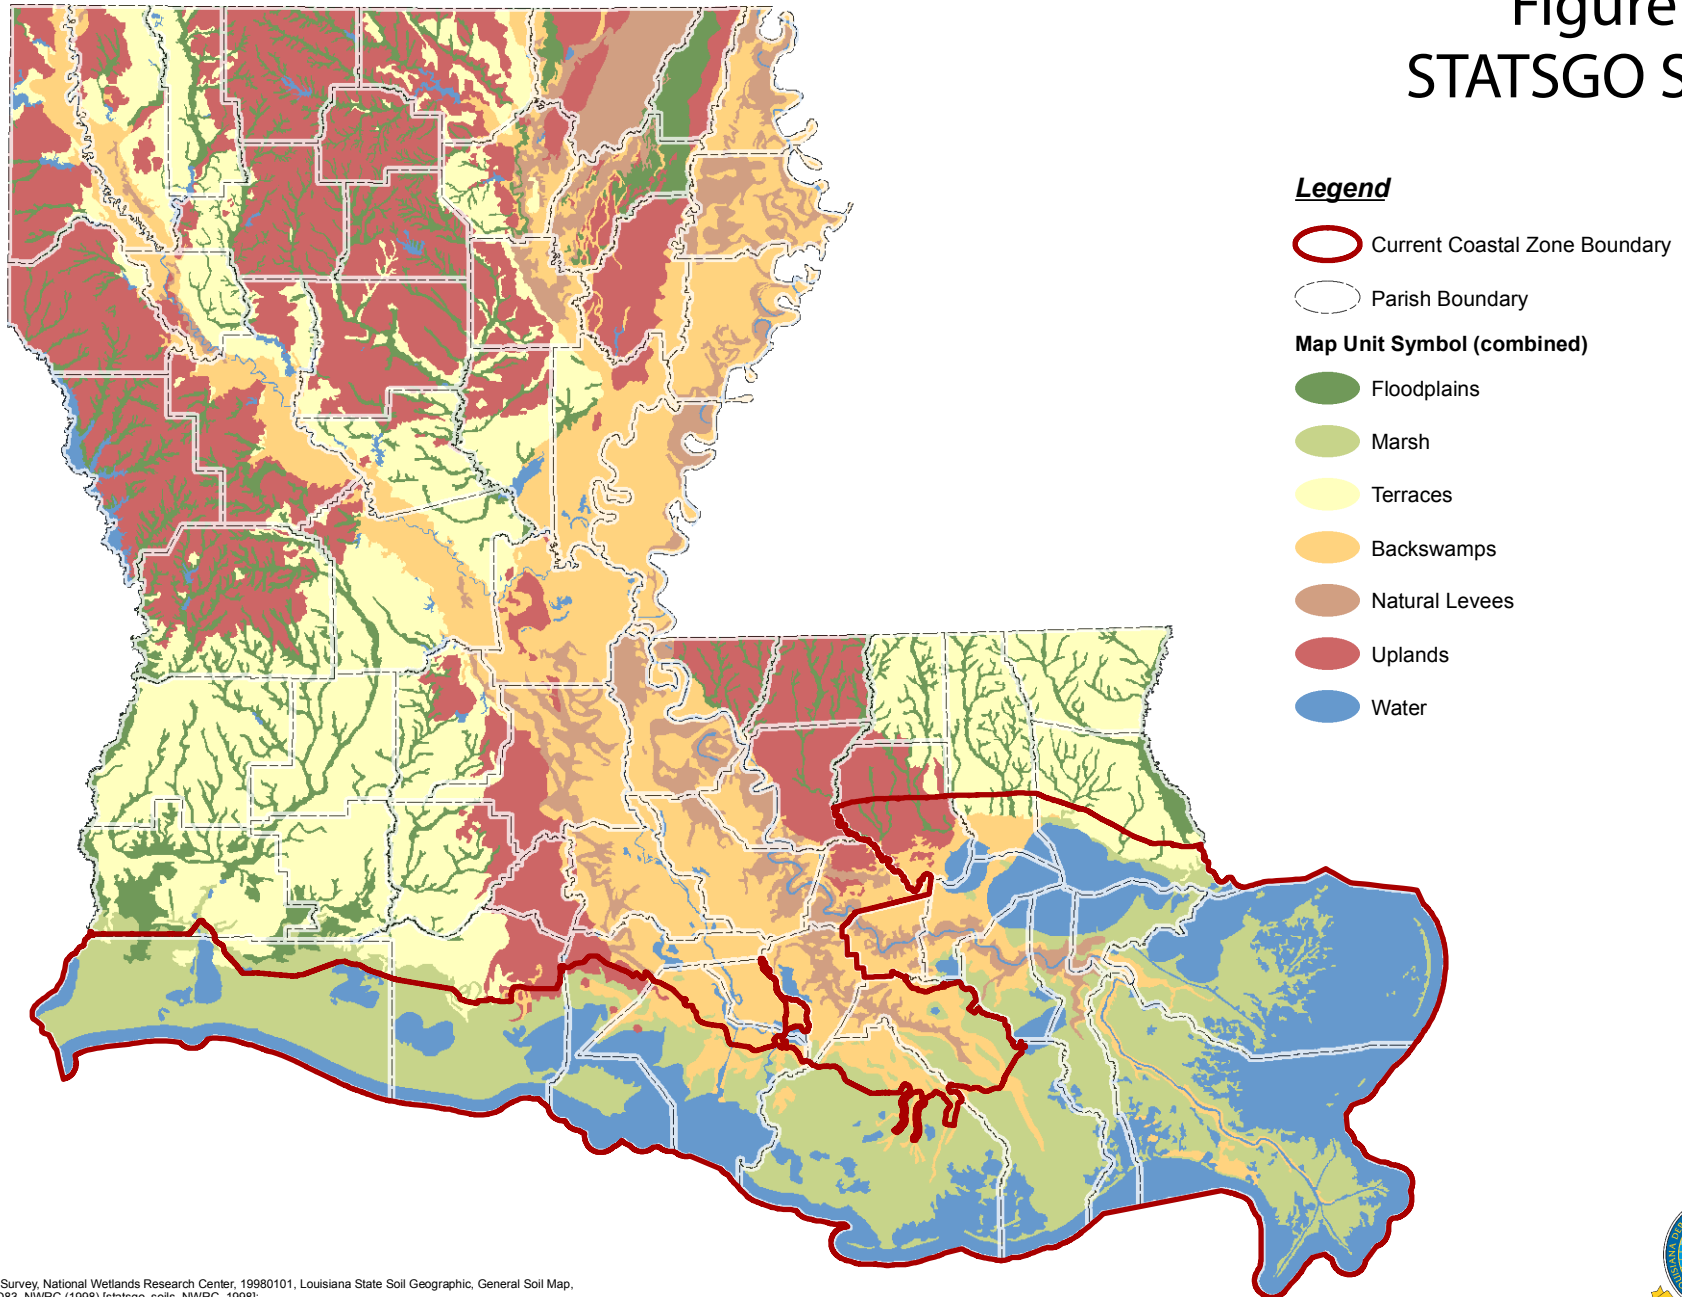 Figure
STATSGO S
Legend
Current Coastal Zone Boundary
Parish Boundary
Map Unit Symbol (combined)
Floodplains
Marsh
Terraces
Backswamps
Natural Levees
Uplands
Water
Survey, National Wetlands Research Center, 19980101, Louisiana State Soil Geographic, General Soil Map,